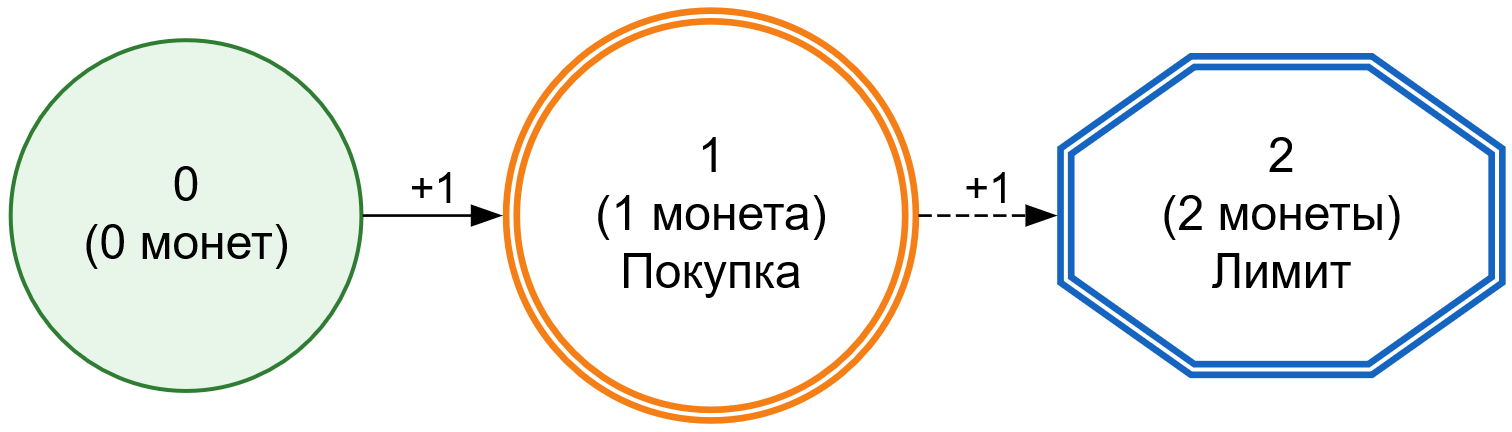 0
(0 монет)
+1
1
(1 монета)
Покупка
+1
2
(2 монеты)
Лимит